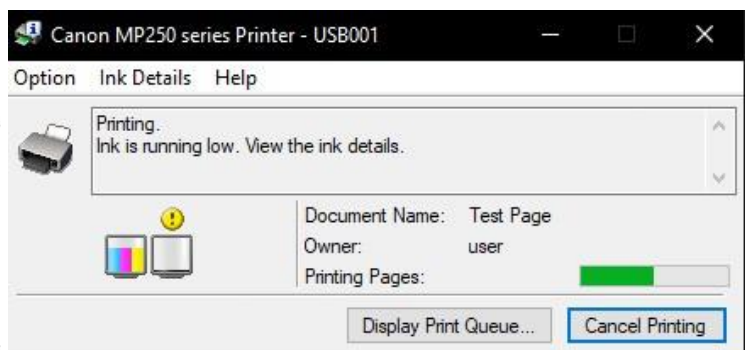 Canon MP250 series Printer - USB001
Option Ink Details Help
Printing.
Ink is running low. View the ink details.
Document Name: Test Page
Owner: user
Printing Pages:
Display Print Queue... Cancel Printing